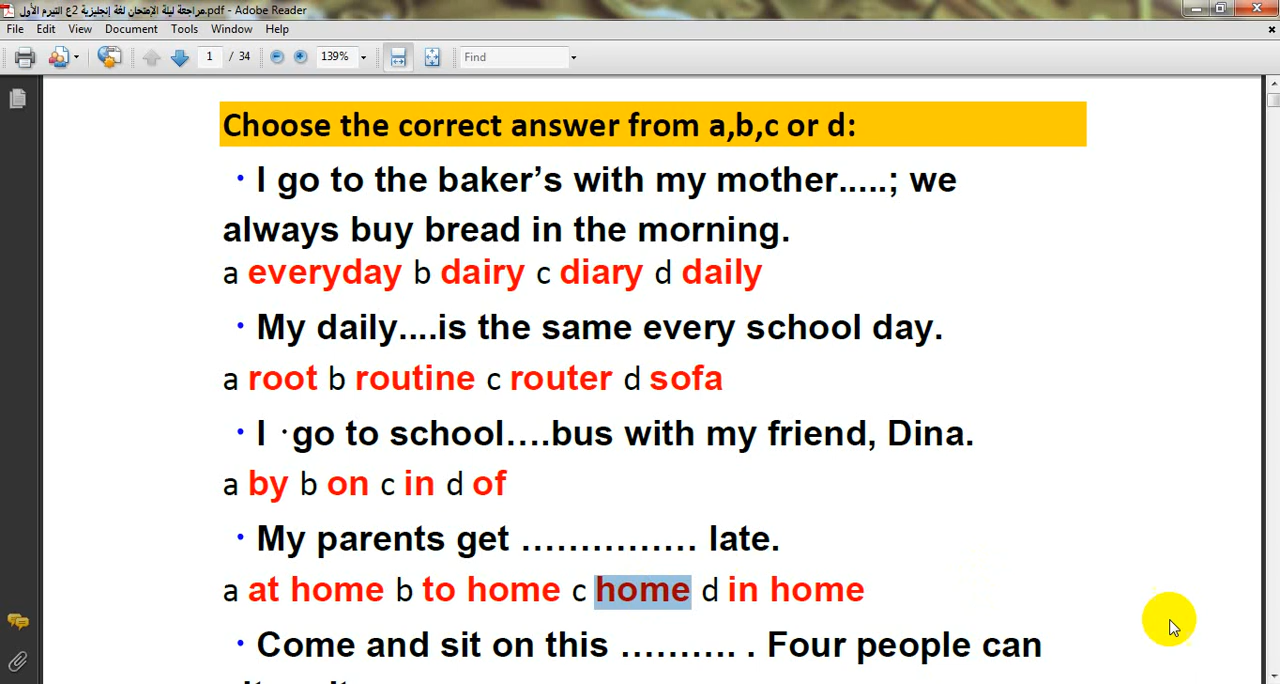 مراجعة ليلة الإمتحان لغة إنجليزية 2ع التيرم الأول.pdf - Adobe Reader
File Edit View Document Tools Window Help
1 / 34 139% Find
Choose the correct answer from a,b,c or d:
• I go to the baker’s with my mother.....; we
always buy bread in the morning.
a everyday b dairy c diary d daily
• My daily....is the same every school day.
a root b routine c router d sofa
• I ·go to school….bus with my friend, Dina.
a by b on c in d of
• My parents get …………… late.
a at home b to home c home d in home
• Come and sit on this ………. . Four people can